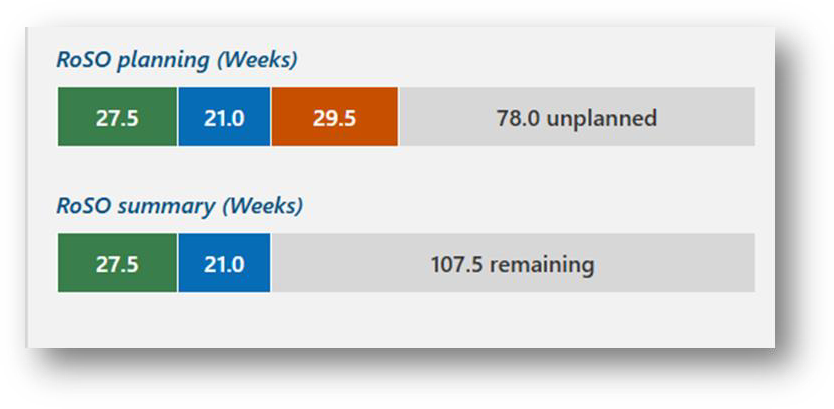 RoSO planning (Weeks)
27.5 21.0 29.5 78.0 unplanned
RoSO summary (Weeks)
27.5 21.0 107.5 remaining